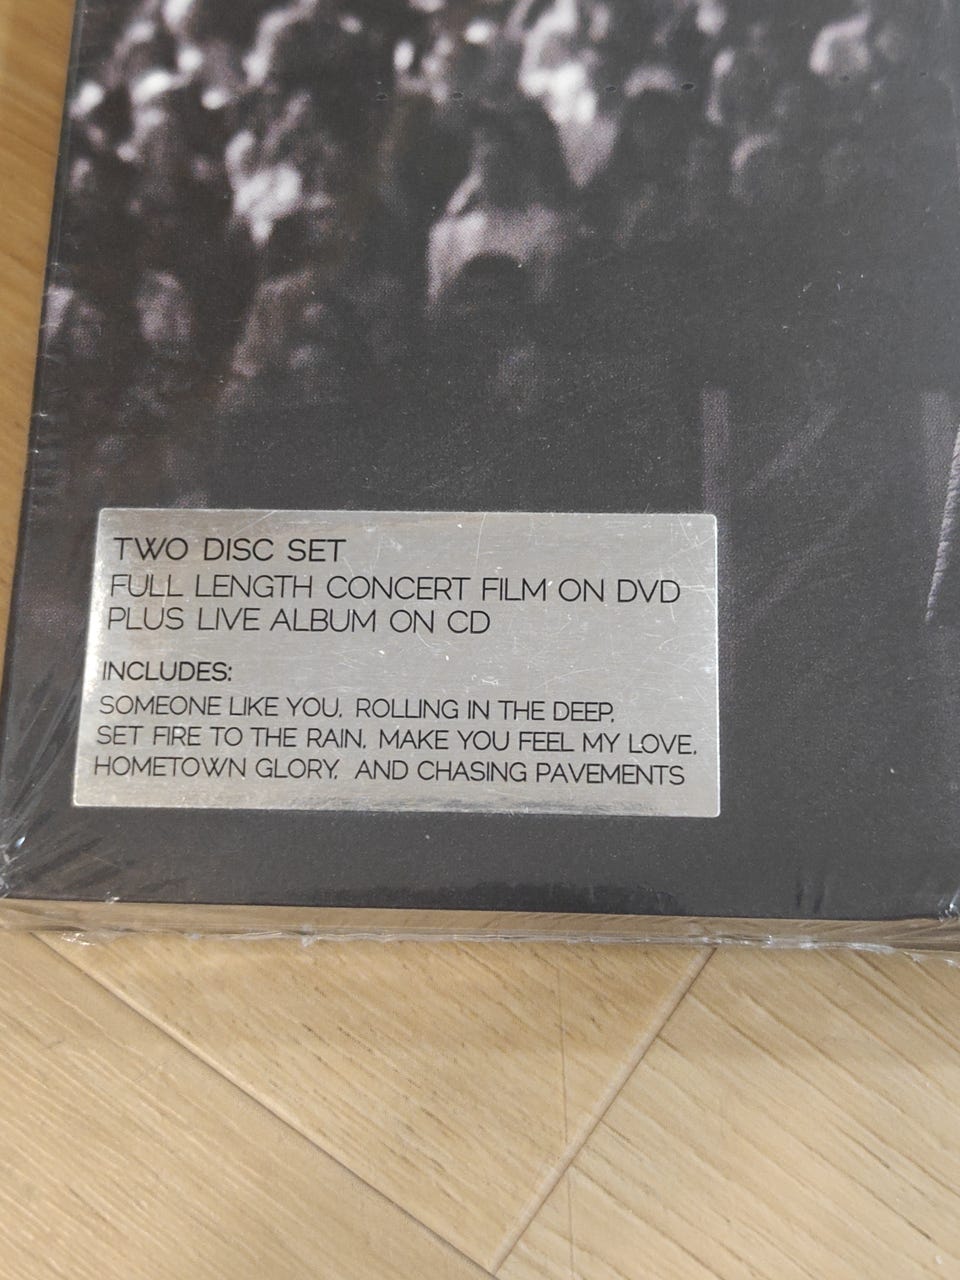 TWO DISC SET
FULL LENGTH CONCERT FILM ON DVD
PLUS LIVE ALBUM ON CD
INCLUDES:
SOMEONE LIKE YOU, ROLLING IN THE DEEP,
SET FIRE TO THE RAIN, MAKE YOU FEEL MY LOVE,
HOMETOWN GLORY, AND CHASING PAVEMENTS